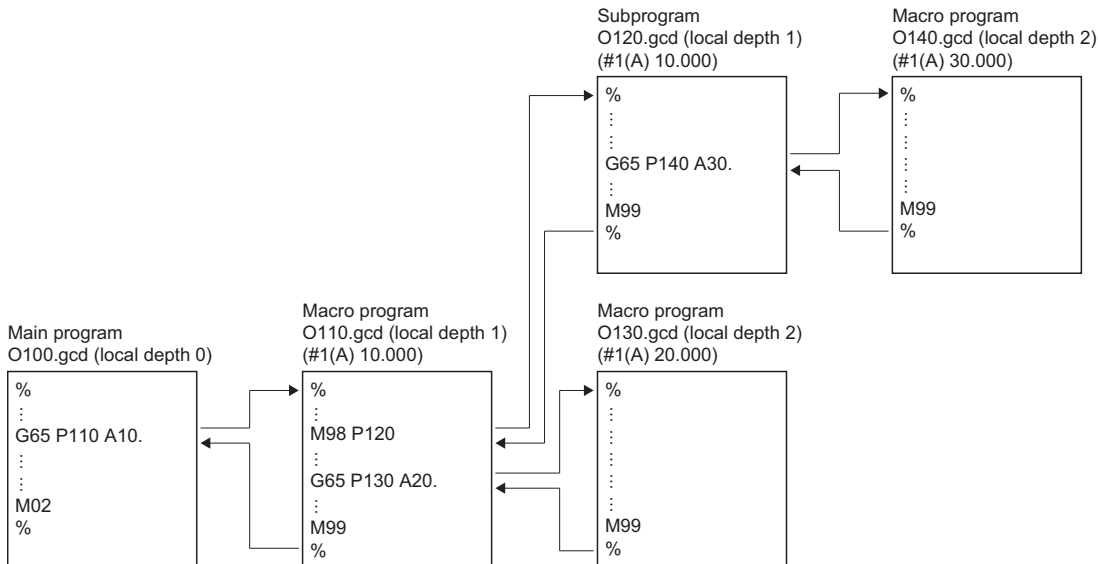 Subprogram
O120.gcd (local depth 1)
(#1(A) 10.000)
%
⋮
⋮
G65 P140 A30.
⋮
M99
%
Macro program
O140.gcd (local depth 2)
(#1(A) 30.000)
%
⋮
⋮
⋮
⋮
M99
%
Main program
O100.gcd (local depth 0)
%
⋮
G65 P110 A10.
⋮
⋮
M02
%
Macro program
O110.gcd (local depth 1)
(#1(A) 10.000)
%
⋮
M98 P120
⋮
G65 P130 A20.
⋮
M99
%
Macro program
O130.gcd (local depth 2)
(#1(A) 20.000)
%
⋮
⋮
⋮
⋮
⋮
M99
%